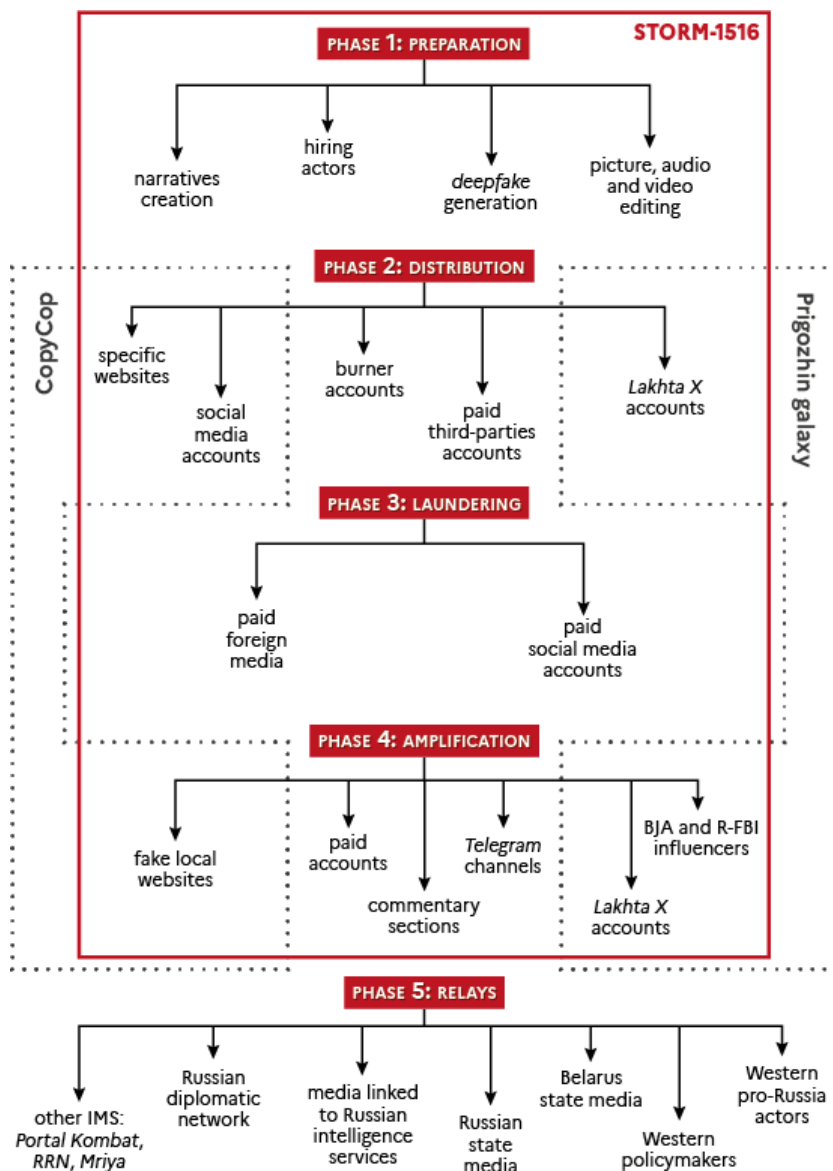 STORM-1516
PHASE 1: PREPARATION
narratives
creation
hiring
actors
deepfake
generation
picture, audio
and video
editing
PHASE 2: DISTRIBUTION
CopyCop
Prigozhin galaxy
specific
websites
social
media
accounts
burner
accounts
paid
third-parties
accounts
Lakhta X
accounts
PHASE 3: LAUNDERING
paid
foreign
media
paid
social media
accounts
PHASE 4: AMPLIFICATION
fake local
websites
paid
accounts
commentary
sections
Telegram
channels
Lakhta X
accounts
BJA and R-FBI
influencers
PHASE 5: RELAYS
other IMS:
Portal Kombat,
RRN, Mriya
Russian
diplomatic
network
media linked
to Russian
intelligence
services
Russian
state
media
Belarus
state media
Western
policymakers
Western
pro-Russia
actors